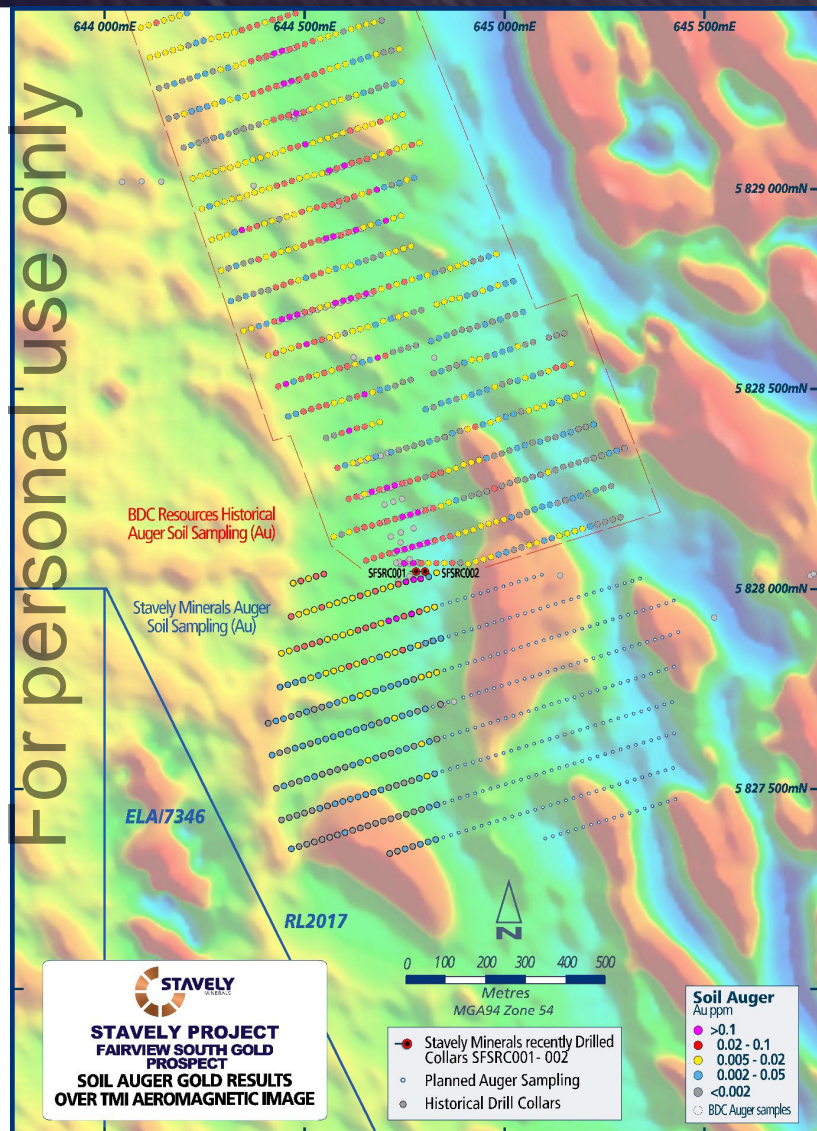 644 000mE
644 500mE
645 000mE
645 500mE
5 829 000mN
5 828 500mN
5 828 000mN
5 827 500mN
For personal use only
BDC Resources Historical
Auger Soil Sampling (Au)
SFSRC001
SFSRC002
Stavely Minerals Auger
Soil Sampling (Au)
ELA/7346
RL2017
N
0 100 200 300 400 500
Metres
MGA94 Zone 54
STAVELY
MINERALS
STAVELY PROJECT
FAIRVIEW SOUTH GOLD
PROSPECT
SOIL AUGER GOLD RESULTS
OVER TMI AEROMAGNETIC IMAGE
Stavely Minerals recently Drilled
Collars SFSRC001- 002
Planned Auger Sampling
Historical Drill Collars
Soil Auger
Au ppm
>0.1
0.02 - 0.1
0.005 - 0.02
0.002 - 0.05
<0.002
BDC Auger samples